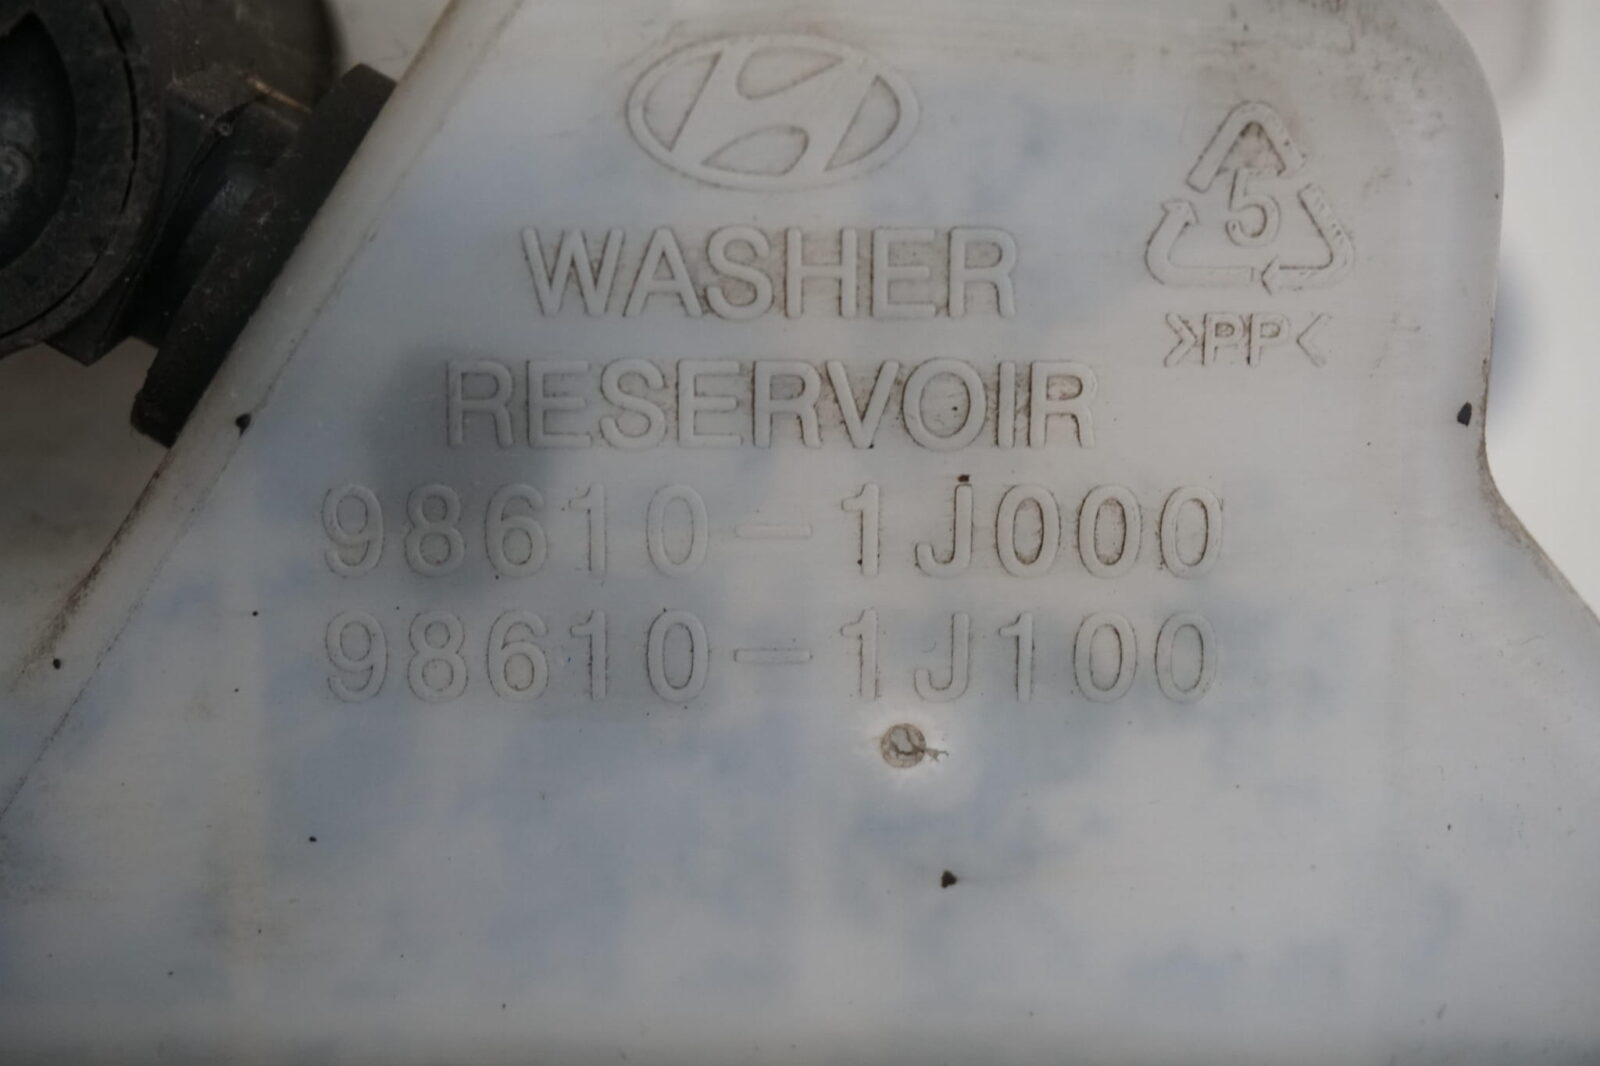 WASHER
RESERVOIR
98610-1J000
98610-1J100
5
>PP<